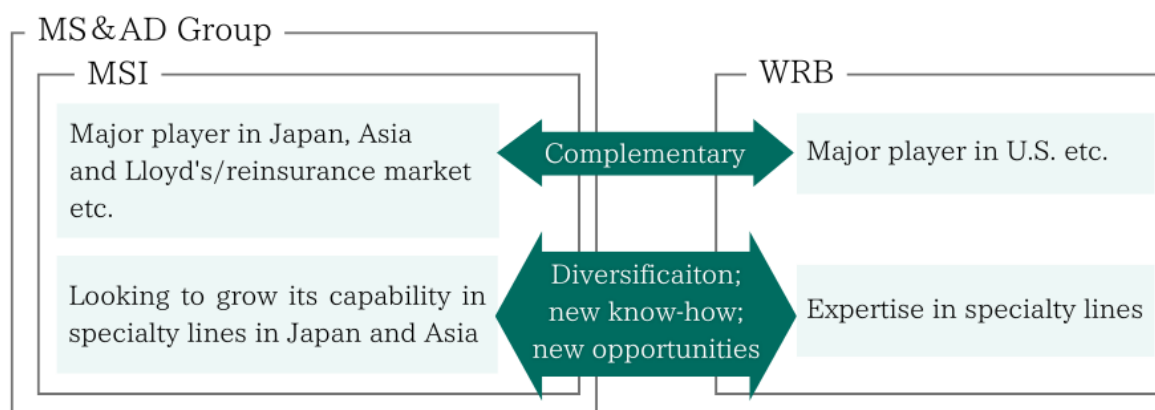 MS&AD Group
MSI
WRB
Major player in Japan, Asia
and Lloyd's/reinsurance market
etc.
Complementary
Major player in U.S. etc.
Looking to grow its capability in
specialty lines in Japan and Asia
Diversificaiton;
new know-how;
new opportunities
Expertise in specialty lines